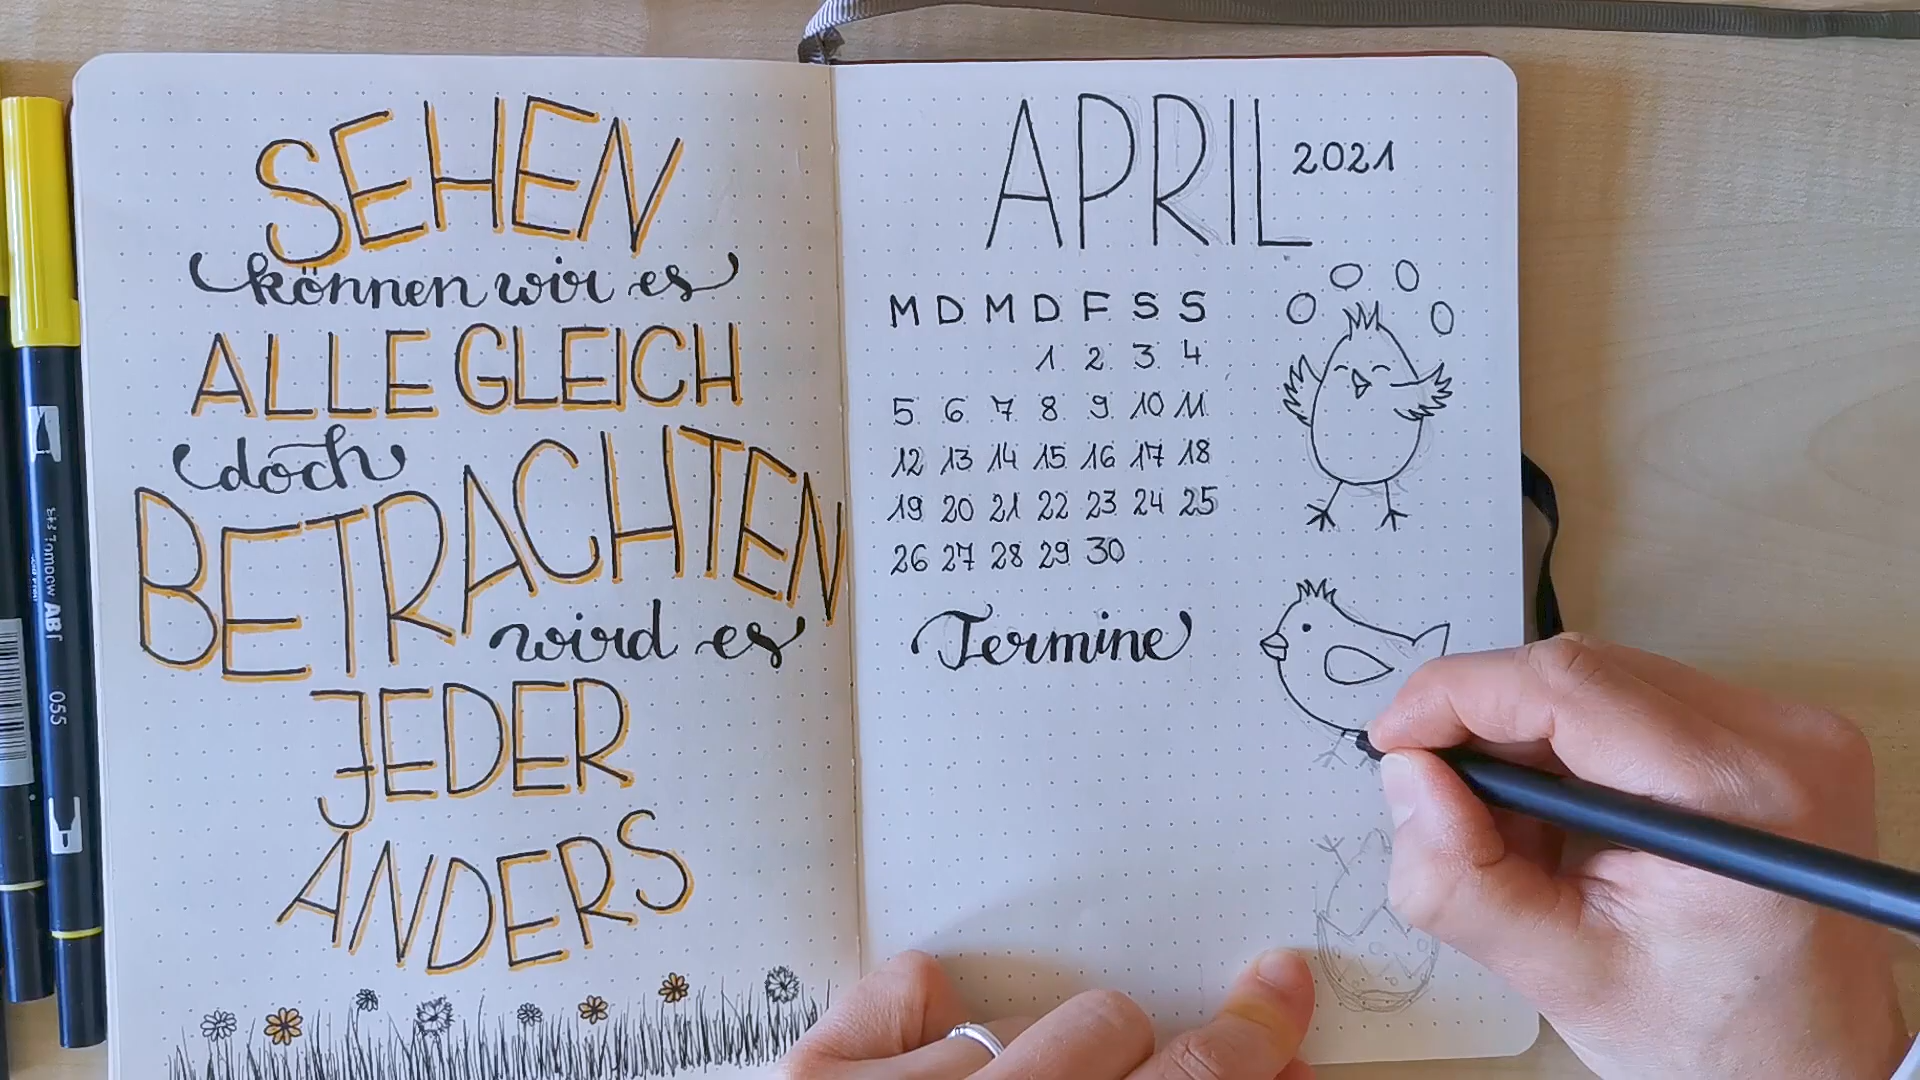 SEHEN
können wir es
ALLE GLEICH
doch
BETRACHTEN
wird es
JEDER
ANDERS
APRIL 2021
M D M D F S S
1 2 3 4
5 6 7 8 9 10 11
12 13 14 15 16 17 18
19 20 21 22 23 24 25
26 27 28 29 30
Termine
Tombow ABT
055